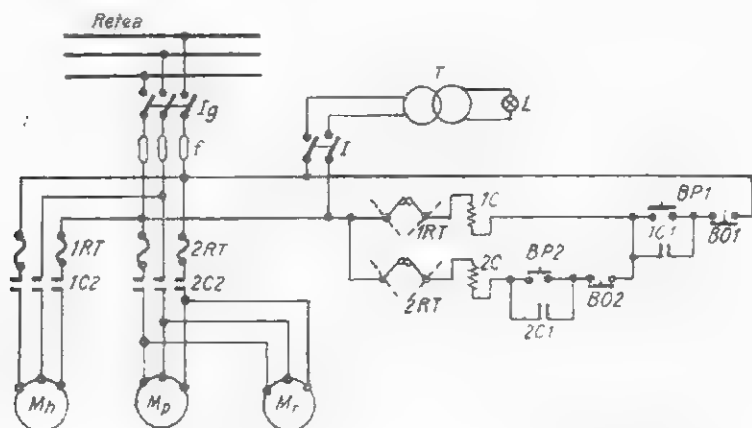 Retea
T
L
Ig
I
f
1C
BP1
1RT
1C1
BO1
1RT
2RT
2C
BP2
1C2
2C2
2RT
BO2
2C1
Mh
Mp
Mr